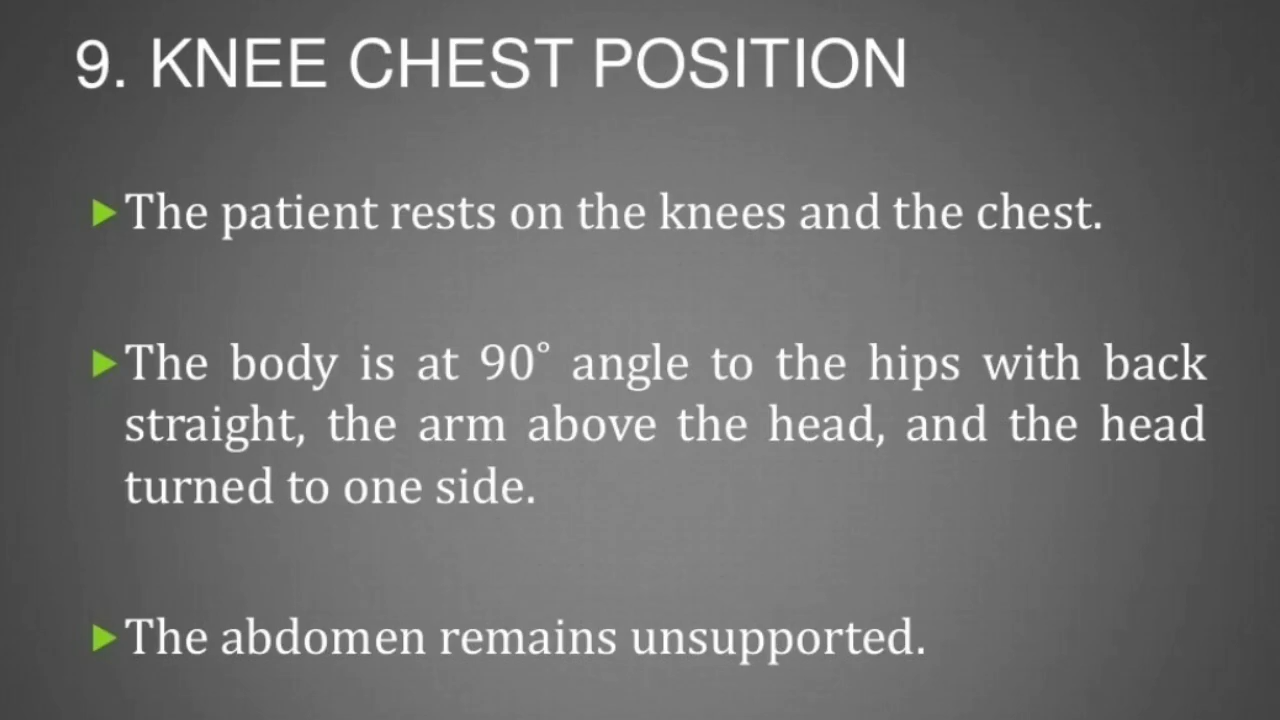 9. KNEE CHEST POSITION
The patient rests on the knees and the chest.
The body is at 90˚ angle to the hips with back
straight, the arm above the head, and the head
turned to one side.
The abdomen remains unsupported.